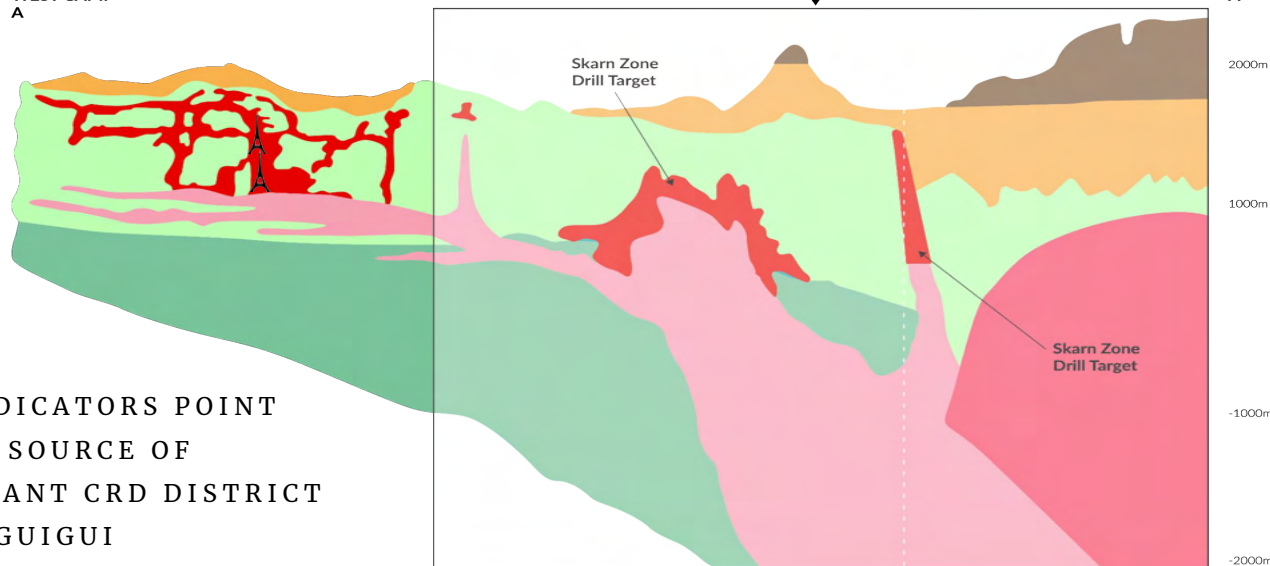 A
Skarn Zone
Drill Target
2000m
1000m
Skarn Zone
Drill Target
-1000m
-2000m
DICATORS POINT
SOURCE OF
ANT CRD DISTRICT
GUIGUI